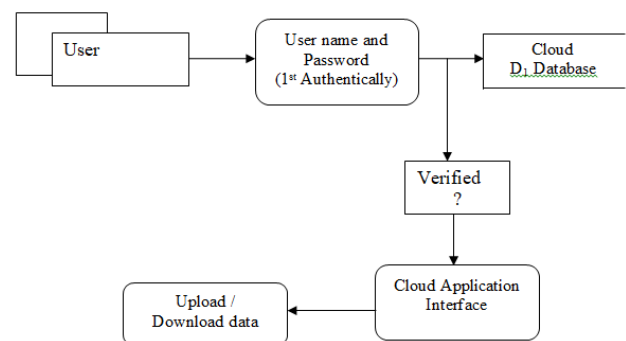 User
User name and
Password
(1st Authentically)
Cloud
D1 Database
Verified
?
Cloud Application
Interface
Upload /
Download data